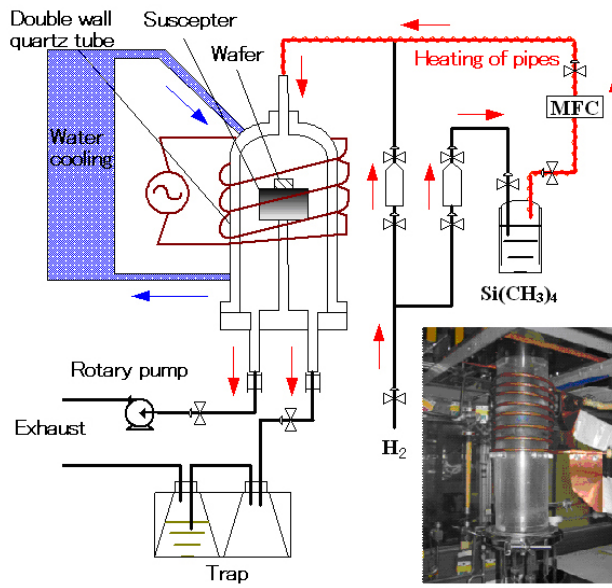 Double wall
quartz tube
Suscepter
Wafer
Heating of pipes
MFC
Water
cooling
Si(CH3)4
Rotary pump
Exhaust
H2
Trap